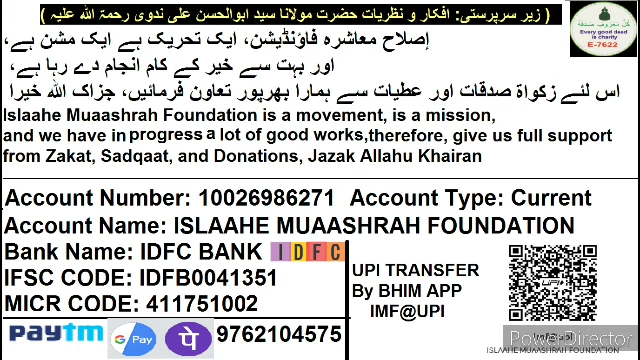 ( زیر سرپرستی: افکار و نظریات حضرت مولانا سید ابوالحسن علی ندوی رحمۃ اللہ علیہ )
كُلُّ مَعْرُوفٍ صَدَقَةٌ
Every good deed
is charity
E-7622
إصلاح معاشرہ فاؤنڈیشن، ایک تحریک ہے ایک مشن ہے،
اور بہت سے خیر کے کام انجام دے رہا ہے،
اس لئے زکواۃ صدقات اور عطیات سے ہمارا بھرپور تعاون فرمائیں، جزاک اللہ خیرا
Islaahe Muaashrah Foundation is a movement, is a mission,
and we have in progress a lot of good works, therefore, give us full support
from Zakat, Sadqaat, and Donations, Jazak Allahu Khairan
Account Number: 10026986271 Account Type: Current
Account Name: ISLAAHE MUAASHRAH FOUNDATION
Bank Name: IDFC BANK IDFC
IFSC CODE: IDFB0041351
MICR CODE: 411751002
UPI TRANSFER
By BHIM APP
IMF@UPI
paytm G Pay पे 9762104575
imf@upi
PowerDirector
ISLAAHE MUAASHRAH FOUNDATION